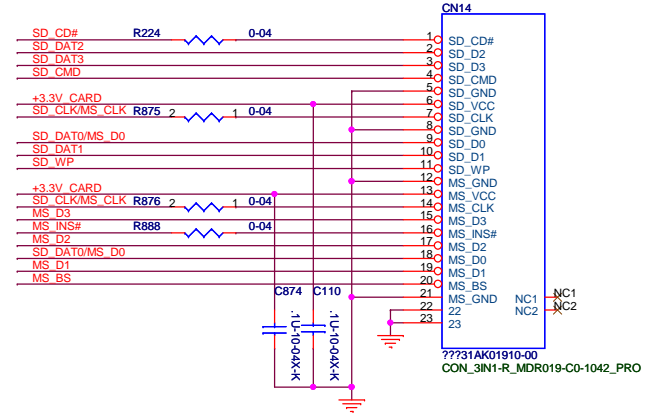 CN14
SD_CD# R224 0-04 1 SD_CD#
SD_DAT2 2 SD_D2
SD_DAT3 3 SD_D3
SD_CMD 4 SD_CMD
5 SD_GND
+3.3V_CARD 6 SD_VCC
SD_CLK/MS_CLK R875 2 1 0-04 7 SD_CLK
8 SD_GND
SD_DAT0/MS_D0 9 SD_D0
SD_DAT1 10 SD_D1
SD_WP 11 SD_WP
12 MS_GND
+3.3V_CARD 13 MS_VCC
SD_CLK/MS_CLK R876 2 1 0-04 14 MS_CLK
MS_D3 15 MS_D3
MS_INS# R888 0-04 16 MS_INS#
MS_D2 17 MS_D2
SD_DAT0/MS_D0 18 MS_D0
MS_D1 19 MS_D1
MS_BS 20 MS_BS
C874 C110 21 MS_GND NC1 NC1
22 22 NC2 NC2
23 23
.1U-10-04X-K .1U-10-04X-K
???31AK01910-00
CON_3IN1-R_MDR019-C0-1042_PRO